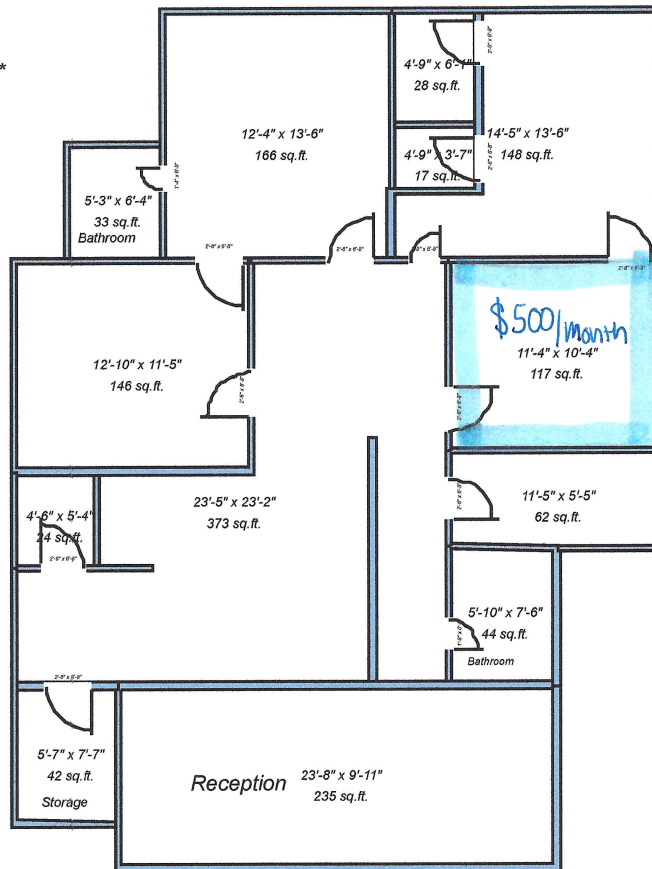 *
4'-9" x 6'-1"
28 sq.ft.
12'-4" x 13'-6"
166 sq.ft.
14'-5" x 13'-6"
148 sq.ft.
4'-9" x 3'-7"
17 sq.ft.
5'-3" x 6'-4"
33 sq.ft.
Bathroom
$500/month
11'-4" x 10'-4"
117 sq.ft.
12'-10" x 11'-5"
146 sq.ft.
23'-5" x 23'-2"
373 sq.ft.
11'-5" x 5'-5"
62 sq.ft.
4'-6" x 5'-4"
24 sq.ft.
5'-10" x 7'-6"
44 sq.ft.
Bathroom
5'-7" x 7'-7"
42 sq.ft.
Storage
Reception
23'-8" x 9'-11"
235 sq.ft.